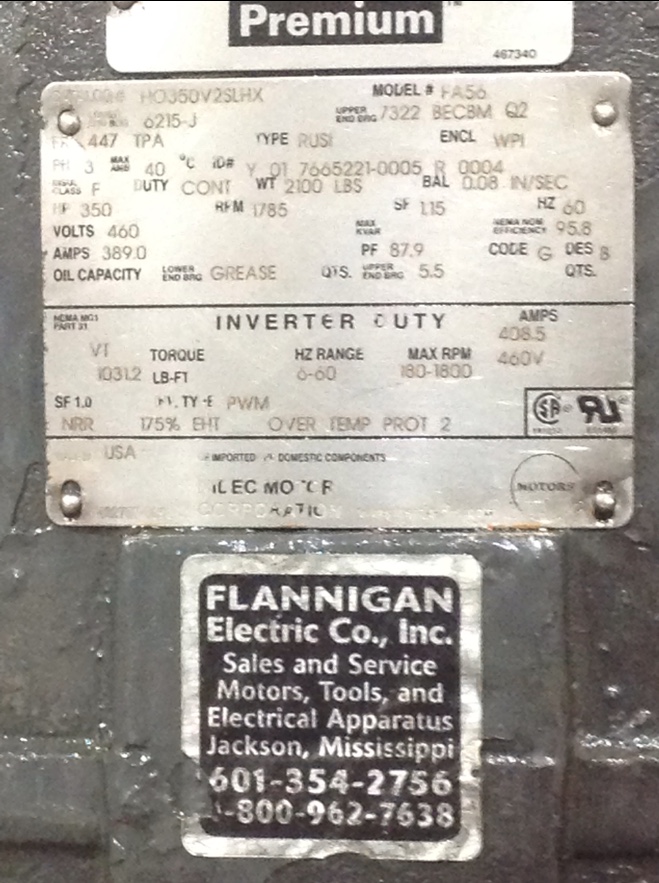 Premium
467340
HO350V2SLHX MODEL # FA56
6215-J UPPER END BRG 7322 BECBM Q2
447 TPA TYPE RUSI ENCL WPI
PH 3 MAX AMB 40 °C ID# Y 01 7665221-0005 R 0004
CLASS F DUTY CONT WT 2100 LBS BAL 0.08 IN/SEC
HP 350 RPM 1785 SF 1.15 HZ 60
VOLTS 460 MAX KVAR NEMA NOM EFFICIENCY 95.8
AMPS 389.0 PF 87.9 CODE G DES B
OIL CAPACITY LOWER END BRG GREASE QTS. UPPER END BRG 5.5 QTS.
NEMA MG1 PART 31 INVERTER DUTY AMPS
408.5
VT TORQUE HZ RANGE MAX RPM 460V
1031.2 LB-FT 6-60 180-1800
SF 1.0 TYPE PWM
NRR 175% EHT OVER TEMP PROT 2
USA IMPORTED DOMESTIC COMPONENTS
MOTOR MOTORS
CORPORATION
FLANNIGAN
Electric Co., Inc.
Sales and Service
Motors, Tools, and
Electrical Apparatus
Jackson, Mississippi
601-354-2756
1-800-962-7638